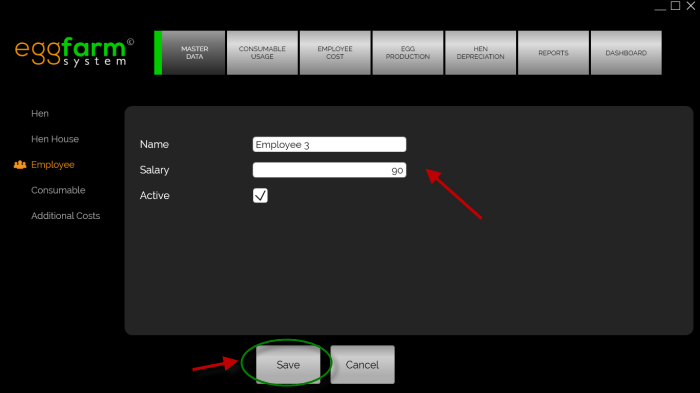 eggfarm©
system
MASTER
DATA
CONSUMABLE
USAGE
EMPLOYEE
COST
EGG
PRODUCTION
HEN
DEPRECIATION
REPORTS
DASHBOARD
Hen
Hen House
Employee
Consumable
Additional Costs
Name
Employee 3
Salary
90
Active
Save
Cancel